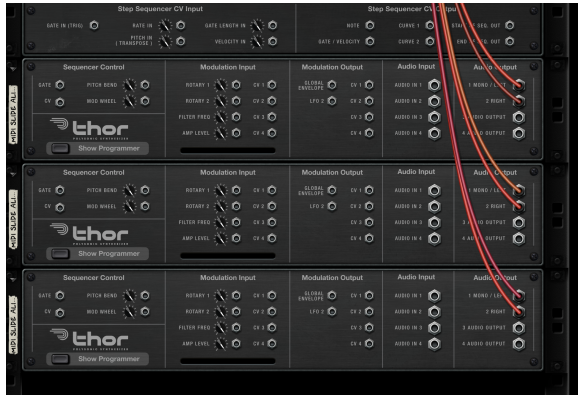 Step Sequencer CV Input
Step Sequencer CV Output
GATE IN (TRIG) RATE IN GATE LENGTH IN NOTE CURVE 1 START OF SEQ. OUT
PITCH IN (TRANSPOSE) VELOCITY IN GATE / VELOCITY CURVE 2 END OF SEQ. OUT
MIDI SLIDE ALI..
Sequencer Control Modulation Input Modulation Output Audio Input Audio Output
GATE PITCH BEND ROTARY 1 CV 1 GLOBAL ENVELOPE CV 1 AUDIO IN 1 1 MONO / LEFT
CV MOD WHEEL ROTARY 2 CV 2 LFO 2 CV 2 AUDIO IN 2 2 RIGHT
FILTER FREQ CV 3 CV 3 AUDIO IN 3 3 AUDIO OUTPUT
AMP LEVEL CV 4 CV 4 AUDIO IN 4 4 AUDIO OUTPUT
thor
POLYSONIC SYNTHESIZER
Show Programmer
MIDI SLIDE ALI..
Sequencer Control Modulation Input Modulation Output Audio Input Audio Output
GATE PITCH BEND ROTARY 1 CV 1 GLOBAL ENVELOPE CV 1 AUDIO IN 1 1 MONO / LEFT
CV MOD WHEEL ROTARY 2 CV 2 LFO 2 CV 2 AUDIO IN 2 2 RIGHT
FILTER FREQ CV 3 CV 3 AUDIO IN 3 3 AUDIO OUTPUT
AMP LEVEL CV 4 CV 4 AUDIO IN 4 4 AUDIO OUTPUT
thor
POLYSONIC SYNTHESIZER
Show Programmer
MIDI SLIDE ALI..
Sequencer Control Modulation Input Modulation Output Audio Input Audio Output
GATE PITCH BEND ROTARY 1 CV 1 GLOBAL ENVELOPE CV 1 AUDIO IN 1 1 MONO / LEFT
CV MOD WHEEL ROTARY 2 CV 2 LFO 2 CV 2 AUDIO IN 2 2 RIGHT
FILTER FREQ CV 3 CV 3 AUDIO IN 3 3 AUDIO OUTPUT
AMP LEVEL CV 4 CV 4 AUDIO IN 4 4 AUDIO OUTPUT
thor
POLYSONIC SYNTHESIZER
Show Programmer